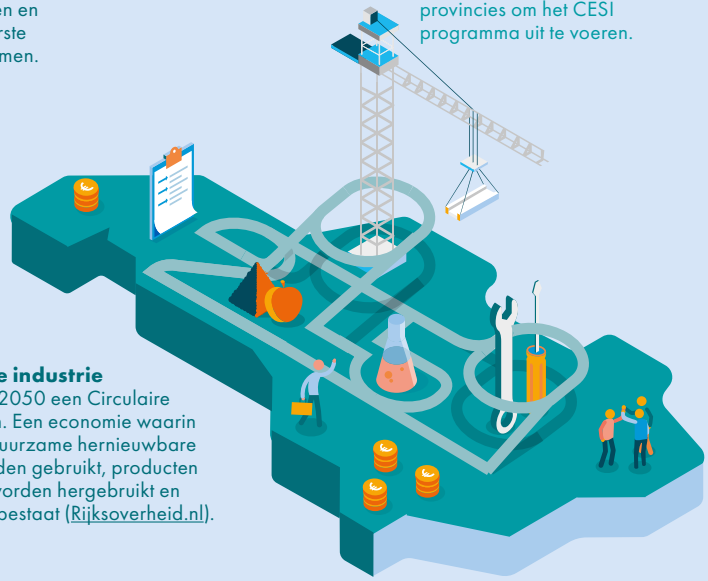 en en
rste
men.
provincies om het CESI
programma uit te voeren.
e industrie
2050 een Circulaire
n. Een economie waarin
uurzame hernieuwbare
den gebruikt, producten
worden hergebruikt en
bestaat (Rijksoverheid.nl).